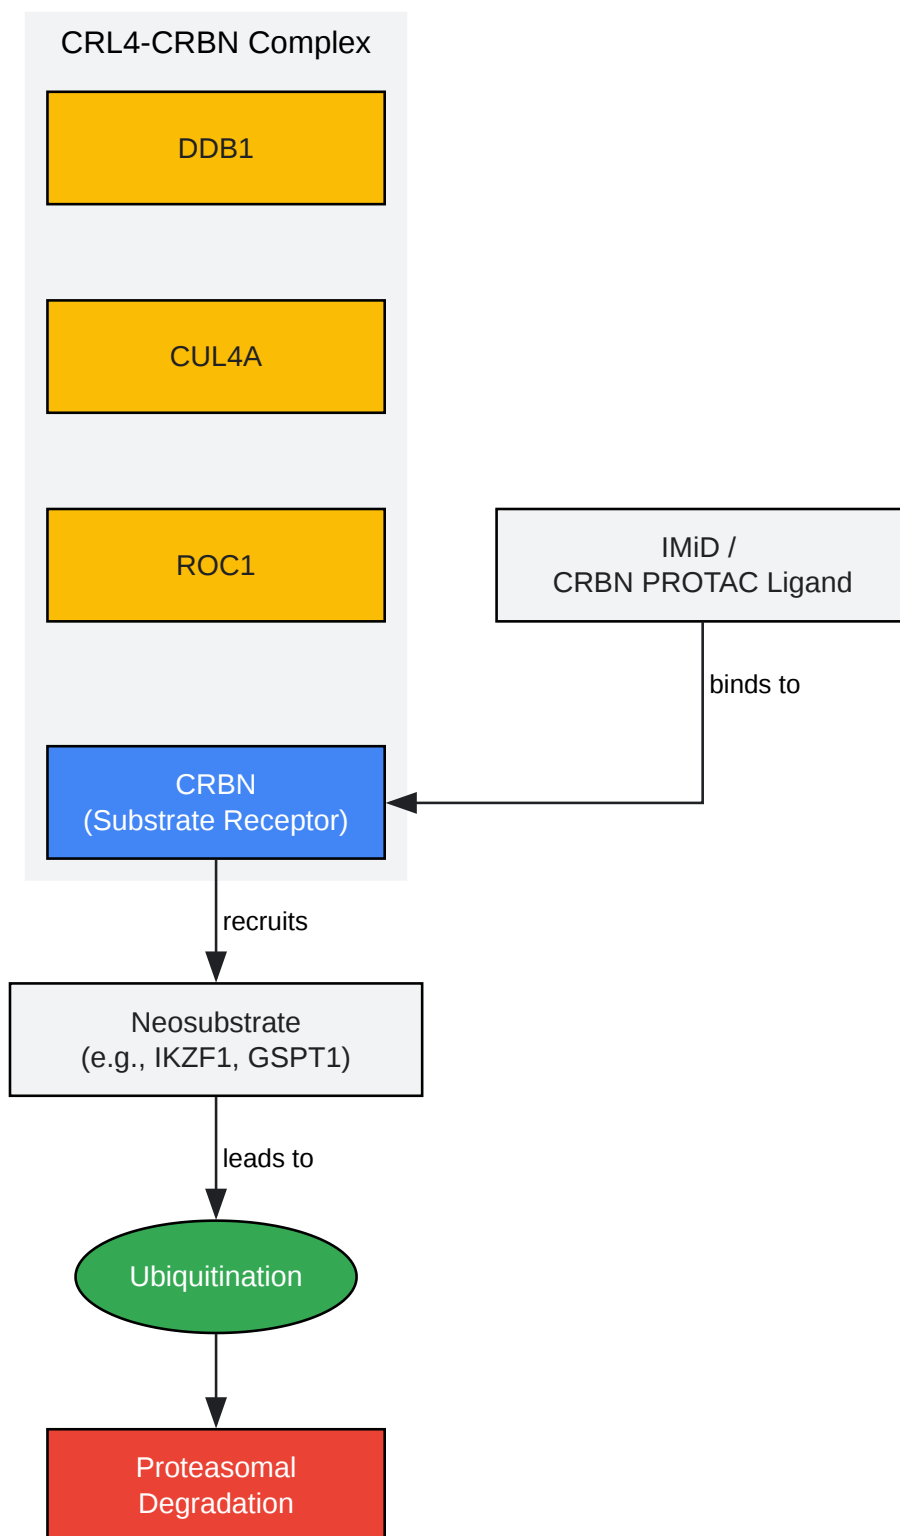 CRL4-CRBN Complex
DDB1
CUL4A
ROC1
IMiD /
CRBN PROTAC Ligand
binds to
CRBN
(Substrate Receptor)
recruits
Neosubstrate
(e.g., IKZF1, GSPT1)
leads to
Ubiquitination
Proteasomal
Degradation